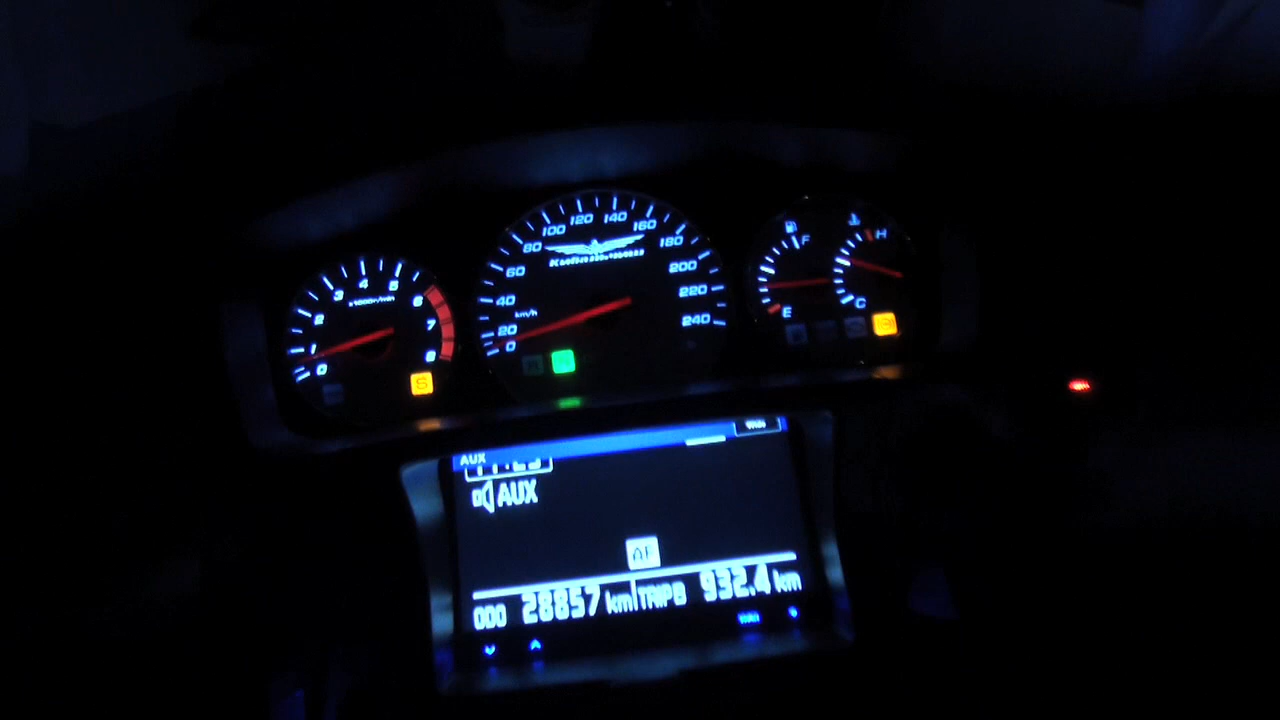 0 1 2 3 4 5 6 7 8
x1000r/min
S
0 20 40 60 80 100 120 140 160 180 200 220 240
km/h
F
E
H
C
AUX
AUX
AF
ODO 28857 km TRIP B 932.4 km